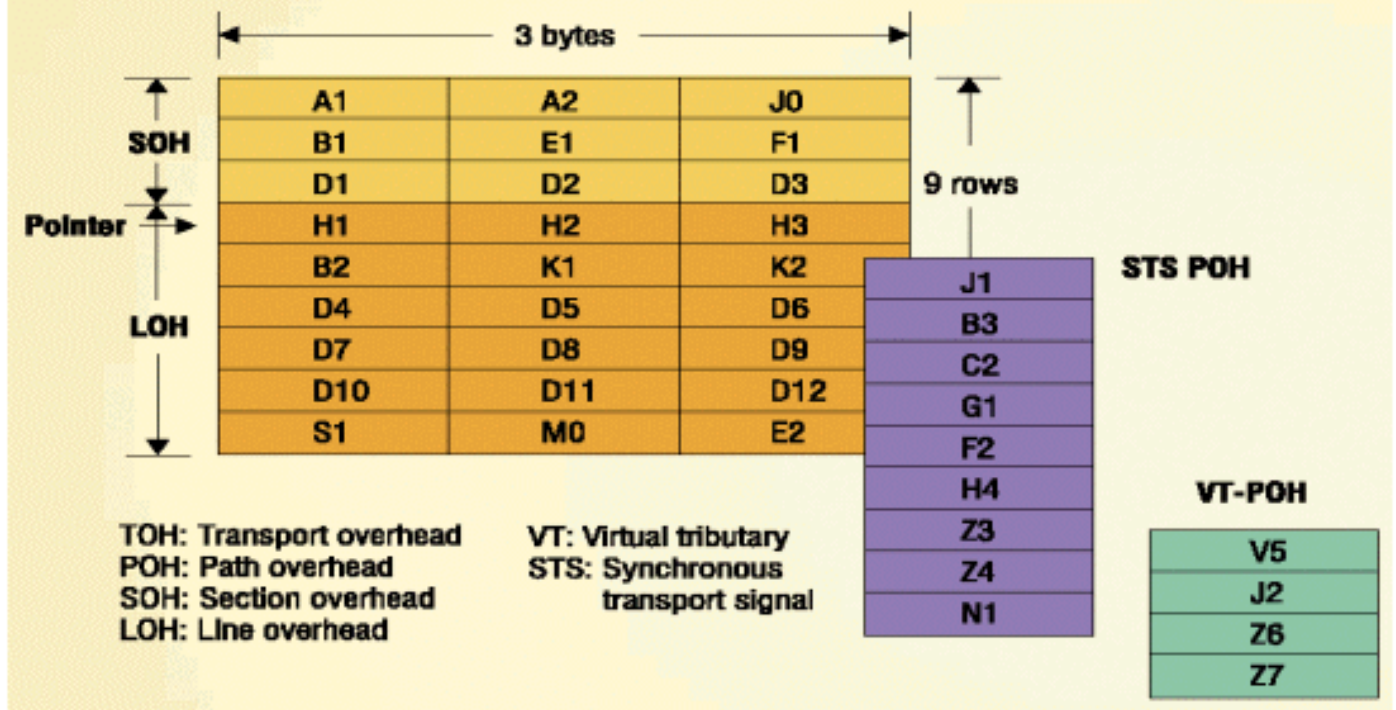 3 bytes
A1 A2 J0
SOH B1 E1 F1
D1 D2 D3 9 rows
Pointer H1 H2 H3
B2 K1 K2
LOH D4 D5 D6
D7 D8 D9
D10 D11 D12
S1 M0 E2
STS POH
J1
B3
C2
G1
F2
H4
Z3
Z4
N1
VT-POH
V5
J2
Z6
Z7
TOH: Transport overhead
POH: Path overhead
SOH: Section overhead
LOH: Line overhead
VT: Virtual tributary
STS: Synchronous
transport signal